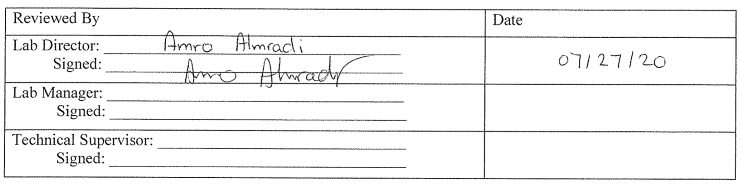 Reviewed By Date
Lab Director: Amro Almradi
Signed: Amro Almradi 07/27/20
Lab Manager:
Signed:
Technical Supervisor:
Signed: